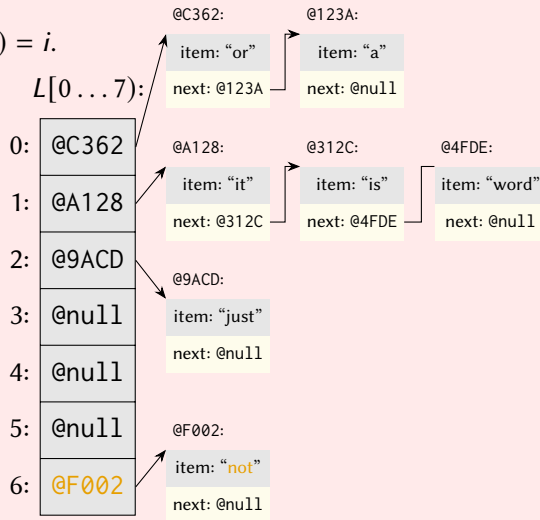 ) = i.
L[0 … 7):
0: @C362
1: @A128
2: @9ACD
3: @null
4: @null
5: @null
6: @F002
@C362:
item: “or”
next: @123A
@123A:
item: “a”
next: @null
@A128:
item: “it”
next: @312C
@312C:
item: “is”
next: @4FDE
@4FDE:
item: “word”
next: @null
@9ACD:
item: “just”
next: @null
@F002:
item: “not”
next: @null